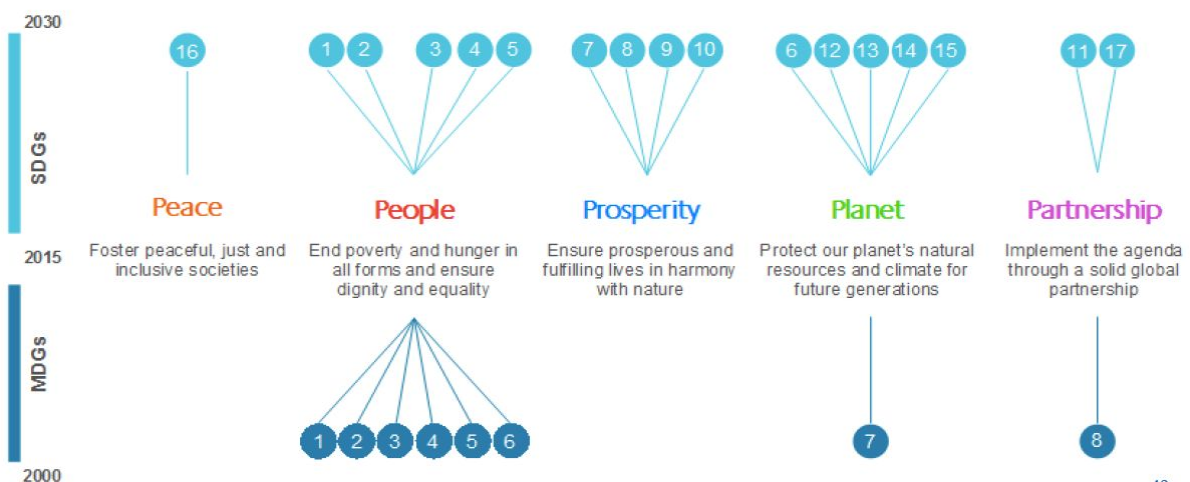 2030
16
1 2 3 4 5
7 8 9 10
6 12 13 14 15
11 17
SDGs
Peace
People
Prosperity
Planet
Partnership
Foster peaceful, just and
inclusive societies
End poverty and hunger in
all forms and ensure
dignity and equality
Ensure prosperous and
fulfilling lives in harmony
with nature
Protect our planet's natural
resources and climate for
future generations
Implement the agenda
through a solid global
partnership
2015
MDGs
1 2 3 4 5 6
7
8
2000